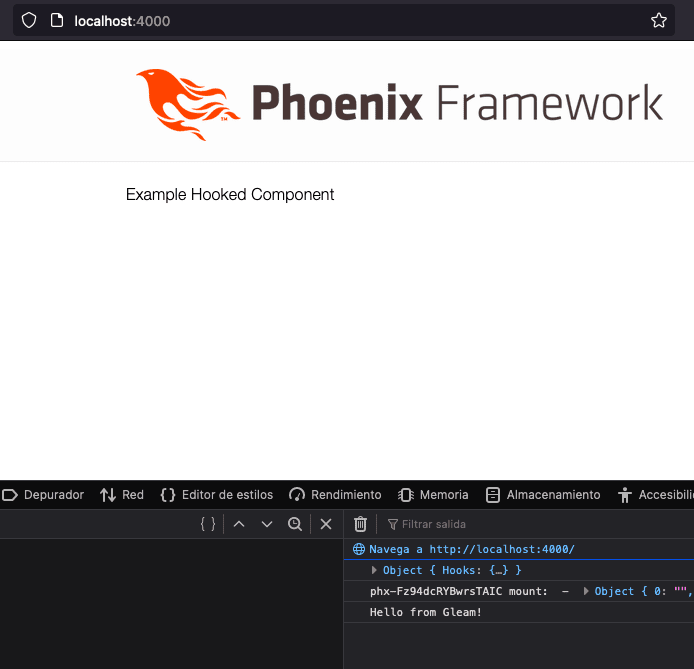 localhost:4000
Phoenix Framework
™
Example Hooked Component
Depurador Red {} Editor de estilos Rendimiento Memoria Almacenamiento Accesibili
{ } Filtrar salida
Navega a http://localhost:4000/
Object { Hooks: {…} }
phx-Fz94dcRYBwrsTAIC mount: – Object { 0: "",
Hello from Gleam!